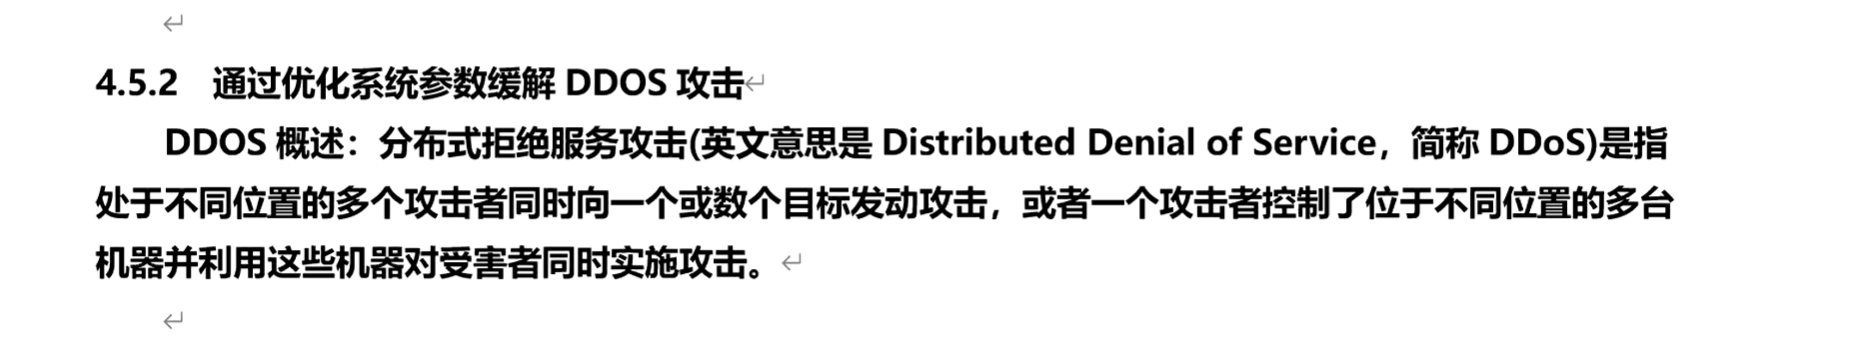 4.5.2 通过优化系统参数缓解 DDOS 攻击
DDOS 概述：分布式拒绝服务攻击(英文意思是 Distributed Denial of Service，简称 DDoS)是指
处于不同位置的多个攻击者同时向一个或数个目标发动攻击，或者一个攻击者控制了位于不同位置的多台
机器并利用这些机器对受害者同时实施攻击。